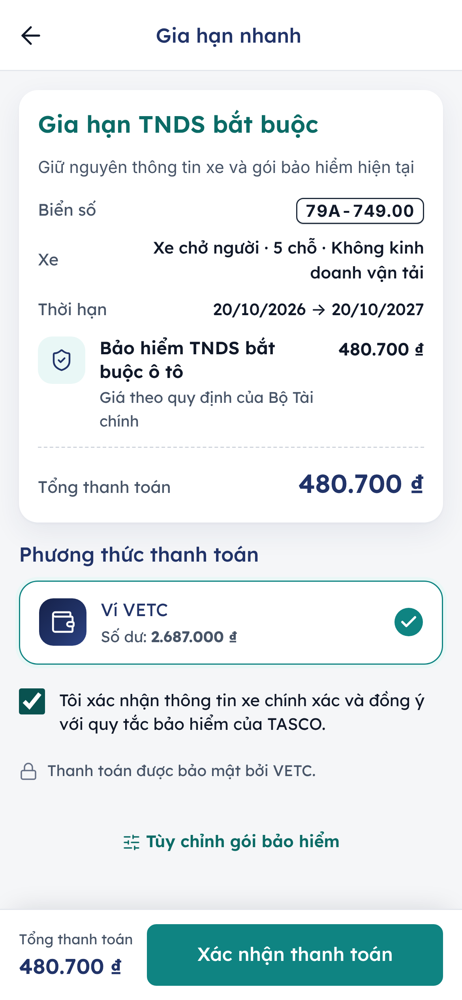 Gia hạn nhanh
Gia hạn TNDS bắt buộc
Giữ nguyên thông tin xe và gói bảo hiểm hiện tại
Biển số
79A-749.00
Xe
Xe chở người · 5 chỗ · Không kinh
doanh vận tải
Thời hạn
20/10/2026 → 20/10/2027
Bảo hiểm TNDS bắt
buộc ô tô
480.700 ₫
Giá theo quy định của Bộ Tài
chính
Tổng thanh toán
480.700 ₫
Phương thức thanh toán
Ví VETC
Số dư: 2.687.000 ₫
Tôi xác nhận thông tin xe chính xác và đồng ý
với quy tắc bảo hiểm của TASCO.
Thanh toán được bảo mật bởi VETC.
Tùy chỉnh gói bảo hiểm
Tổng thanh toán
480.700 ₫
Xác nhận thanh toán